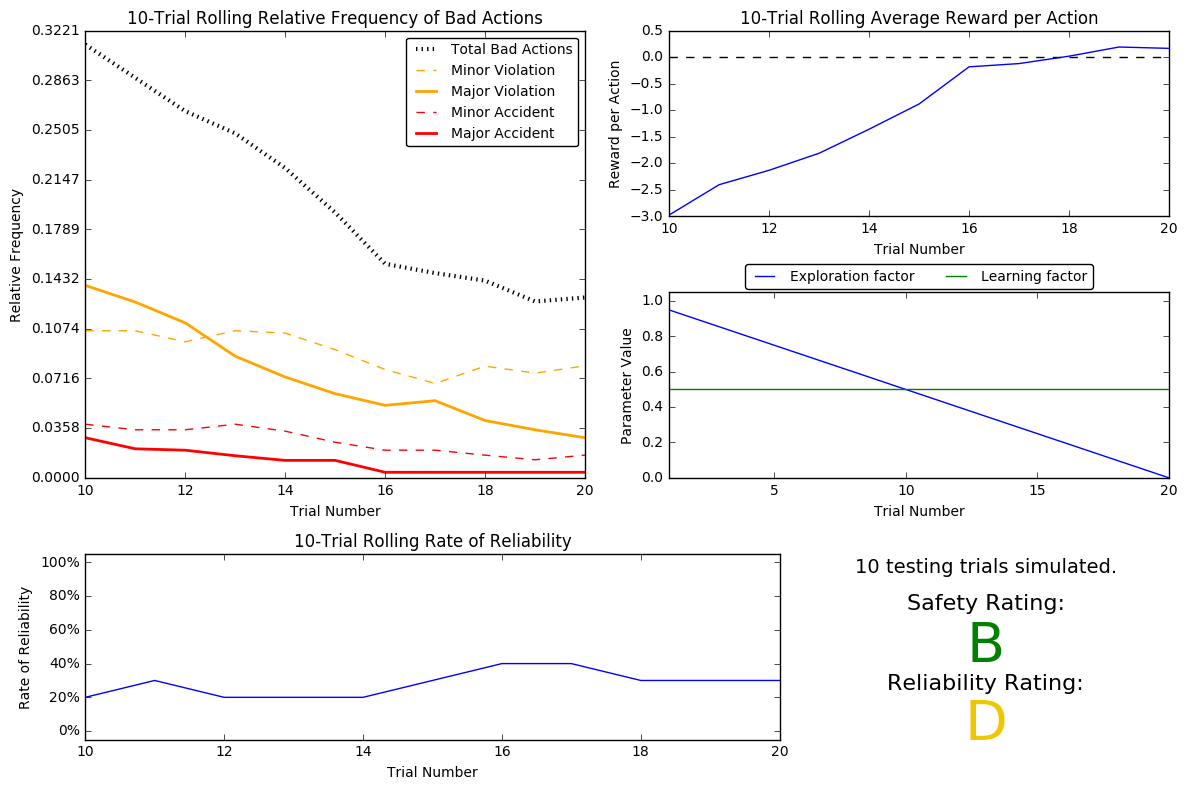 10-Trial Rolling Relative Frequency of Bad Actions
0.3221
0.2863
0.2505
0.2147
0.1789
0.1432
0.1074
0.0716
0.0358
0.0000
Relative Frequency
Total Bad Actions
Minor Violation
Major Violation
Minor Accident
Major Accident
10 12 14 16 18 20
Trial Number
10-Trial Rolling Average Reward per Action
0.5
0.0
−0.5
−1.0
−1.5
−2.0
−2.5
−3.0
Reward per Action
10 12 14 16 18 20
Trial Number
Exploration factor Learning factor
1.0
0.8
0.6
0.4
0.2
0.0
Parameter Value
5 10 15 20
Trial Number
10-Trial Rolling Rate of Reliability
100%
80%
60%
40%
20%
0%
Rate of Reliability
10 12 14 16 18 20
Trial Number
10 testing trials simulated.
Safety Rating:
B
Reliability Rating:
D